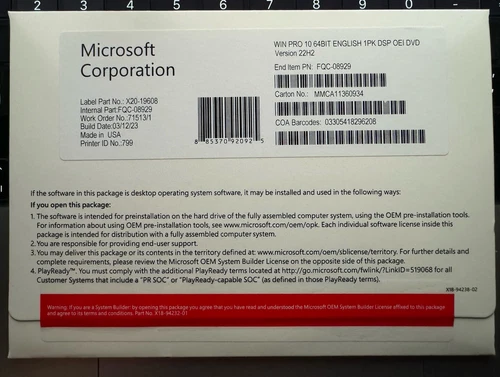 2 3 4 5 6 7 8 9 0 -
Microsoft
Corporation
Label Part No.: X20-19608
Internal Part:FQC-08929
Work Order No.:71513/1
Build Date:03/12/23
Made in USA
Printer ID No.:799
8 85370 92092 5
WIN PRO 10 64BIT ENGLISH 1PK DSP OEI DVD
Version 22H2
End Item PN: FQC-08929
Carton No.: MMCA11360934
COA Barcodes: 03305418296208
If the software in this package is desktop operating system software, it may be installed and used in the following ways:
If you open this package:
1. The software is intended for preinstallation on the hard drive of the fully assembled computer system, using the OEM pre-installation tools.
For information about using OEM pre-installation tools, see www.microsoft.com/oem/opk. Each individual software license inside this
package is intended for distribution with a fully assembled computer system.
2. You are responsible for providing end-user support.
3. You may deliver this package or its contents in the territory defined at: www.microsoft.com/oem/sblicense/territory. For further details and
complete requirements, please review the Microsoft OEM System Builder License on the opposite side of this package.
4. PlayReady™. You must comply with the additional PlayReady terms located at http://go.microsoft.com/fwlink/?LinkID=519068 for all
Customer Systems that include a "PR SOC" or "PlayReady-capable SOC" (as defined in those PlayReady terms).
X18-94238-02
Warning: If you are a System Builder by opening this package you agree that you have read and understood the Microsoft OEM System Builder License affixed to this package
and agree to its terms and conditions. Part No. X18-94232-01